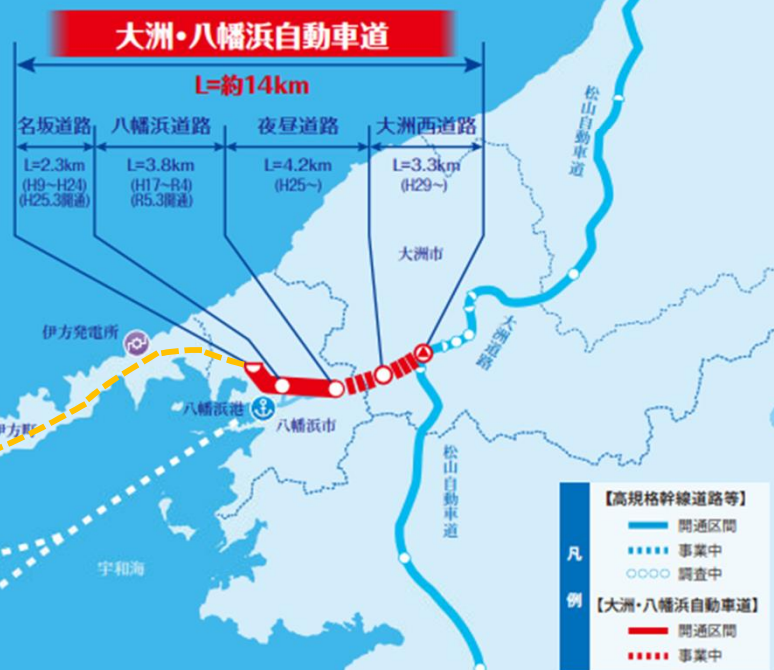 大洲・八幡浜自動車道
L=約14km
名坂道路
八幡浜道路
夜昼道路
大洲西道路
L=2.3km
(H9～H24)
(H25.3開通)
L=3.8km
(H17～R4)
(R5.3開通)
L=4.2km
(H25～)
L=3.3km
(H29～)
松山自動車道
大洲市
伊方発電所
大洲道路
八幡浜港
八幡浜市
伊方町
松山自動車道
宇和海
凡例
【高規格幹線道路等】
開通区間
事業中
調査中
【大洲・八幡浜自動車道】
開通区間
事業中